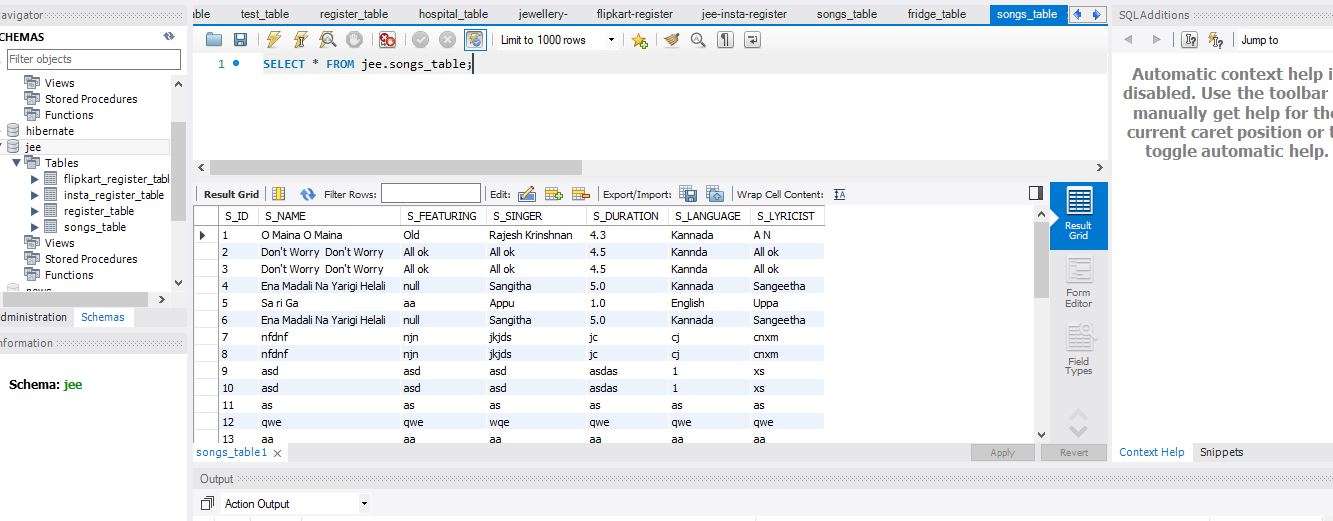 avigator
SCHEMAS
Filter objects
Views
Stored Procedures
Functions
hibernate
jee
Tables
flipkart_register_tabl
insta_register_table
register_table
songs_table
Views
Stored Procedures
Functions
dministration Schemas
nformation
Schema: jee
able test_table register_table hospital_table jewellery- flipkart-register jee-insta-register songs_table fridge_table songs_table
Limit to 1000 rows
1 SELECT * FROM jee.songs_table;
Result Grid Filter Rows: Edit: Export/Import: Wrap Cell Content:
S_ID S_NAME S_FEATURING S_SINGER S_DURATION S_LANGUAGE S_LYRICIST
1 O Maina O Maina Old Rajesh Krinshnan 4.3 Kannada A N
2 Don't Worry Don't Worry All ok All ok 4.5 Kannda All ok
3 Don't Worry Don't Worry All ok All ok 4.5 Kannda All ok
4 Ena Madali Na Yarigi Helali null Sangitha 5.0 Kannada Sangeetha
5 Sa ri Ga aa Appu 1.0 English Uppa
6 Ena Madali Na Yarigi Helali null Sangitha 5.0 Kannada Sangeetha
7 nfdnf njn jkjds jc cj cnxm
8 nfdnf njn jkjds jc cj cnxm
9 asd asd asd asdas 1 xs
10 asd asd asd asdas 1 xs
11 as as as as as as
12 qwe qwe wqe qwe qwe qwe
13 aa aa aa aa aa aa
Result
Grid
Form
Editor
Field
Types
songs_table1
Apply Revert
Output
Action Output
SQLAdditions
Jump to
Automatic context help i
disabled. Use the toolbar
manually get help for the
current caret position or t
toggle automatic help.
Context Help Snippets